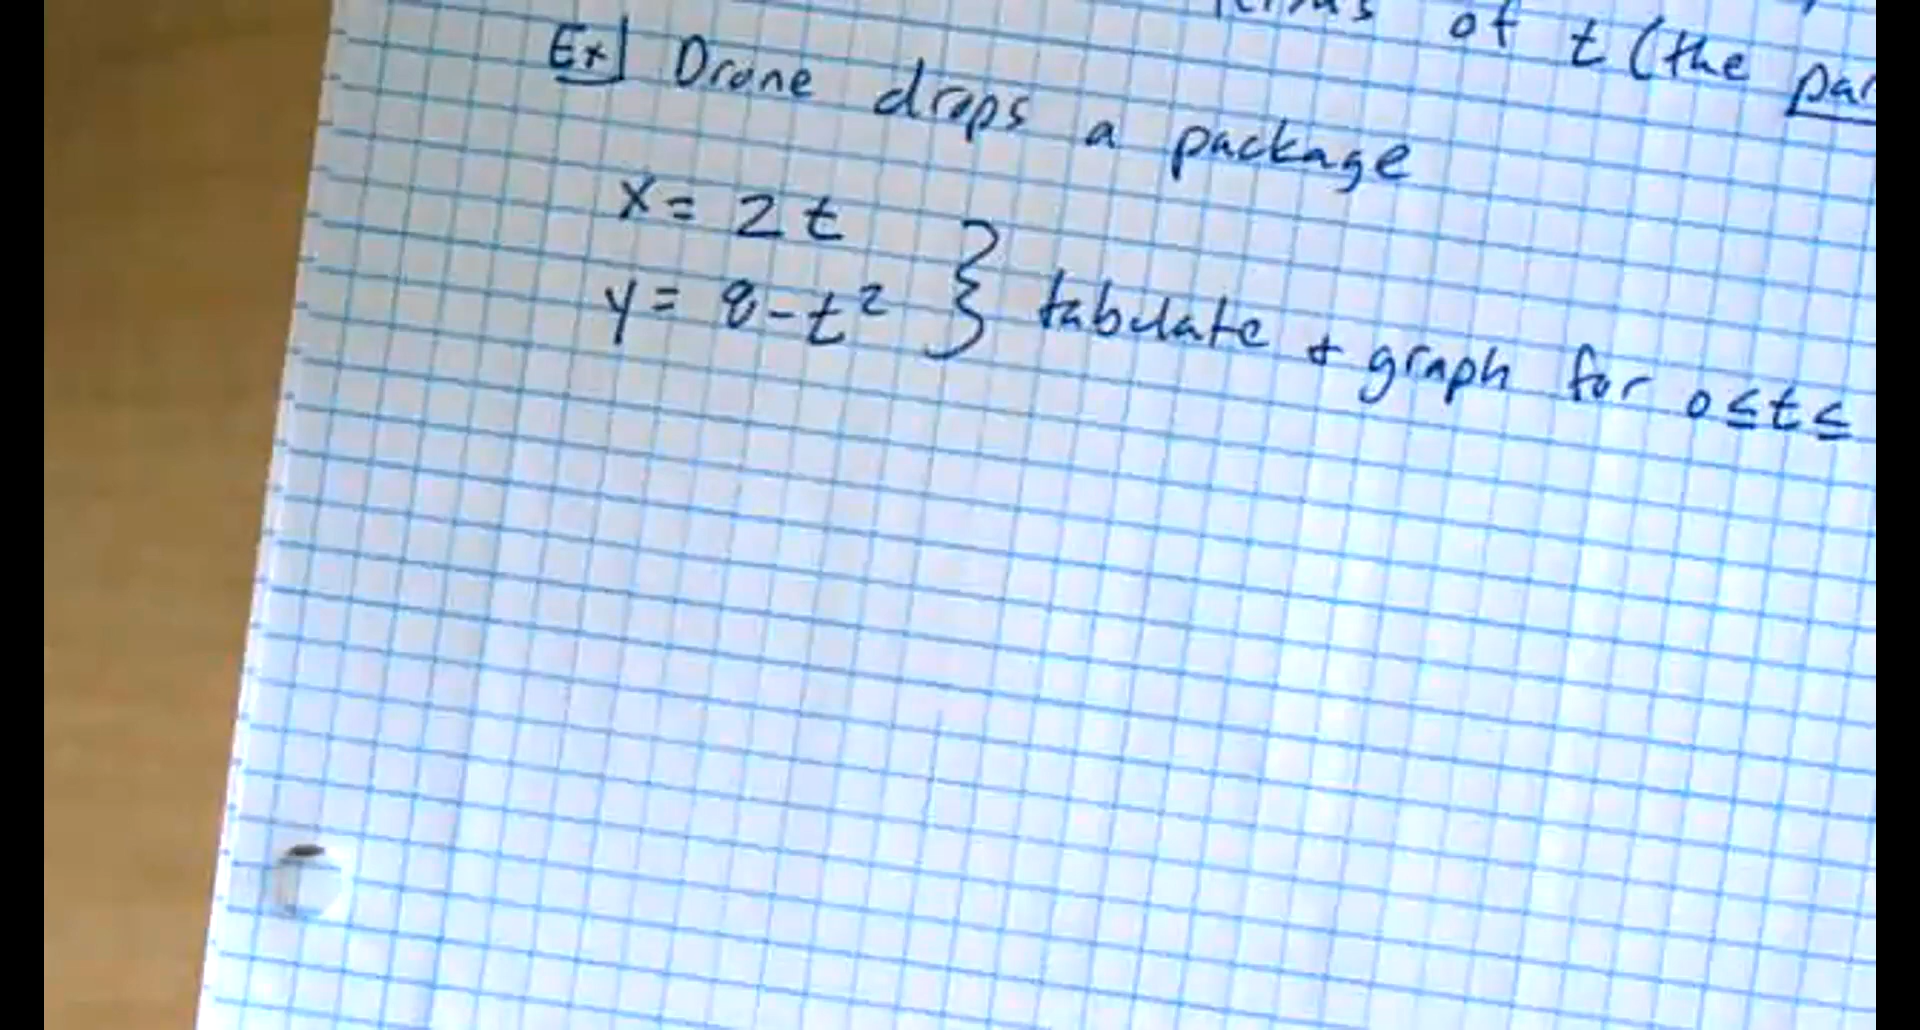 of t (the
Ex] Drone drops a package
x = 2t
y = 8 - t² } tabulate + graph for 0 ≤ t ≤